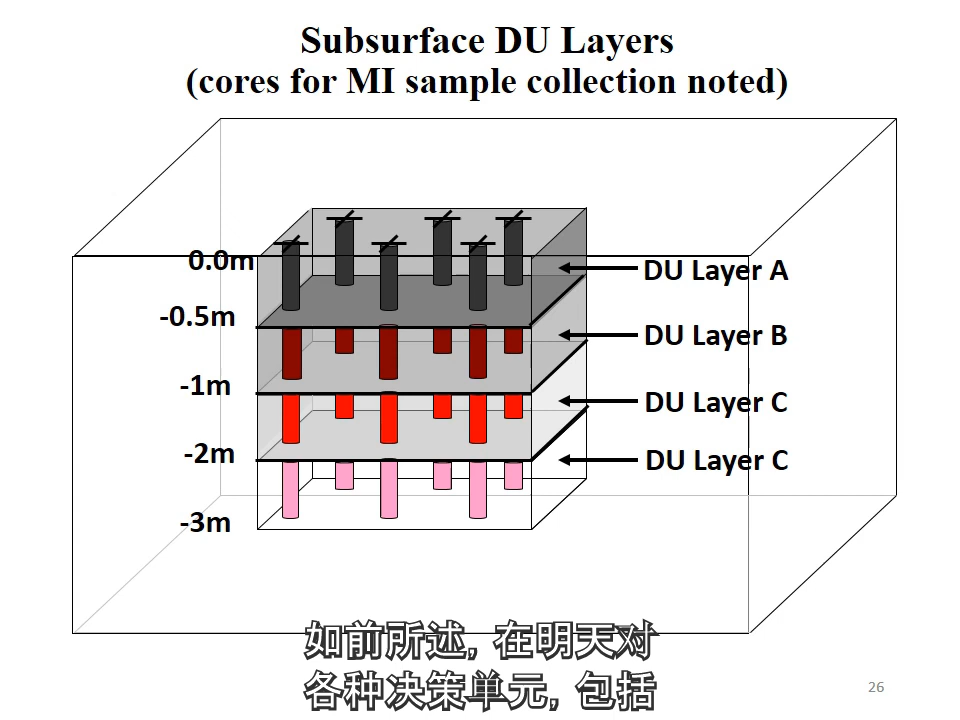 Subsurface DU Layers
(cores for MI sample collection noted)
0.0m
DU Layer A
-0.5m
DU Layer B
-1m
DU Layer C
-2m
DU Layer C
-3m
如前所述, 在明天对
各种决策单元, 包括
26